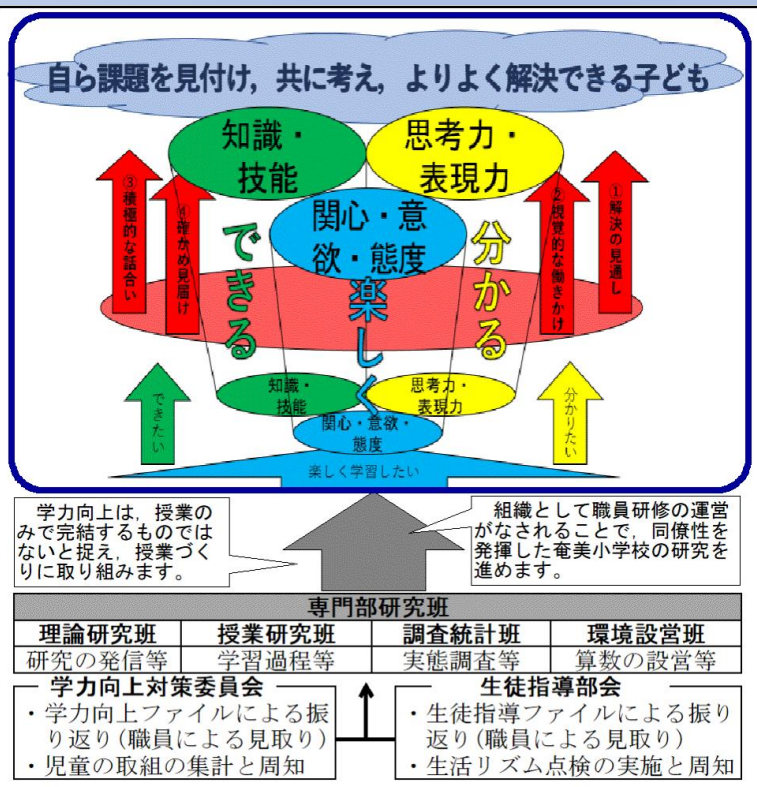 自ら課題を見付け，共に考え，よりよく解決できる子ども
知識・
技能
思考力・
表現力
関心・意
欲・態度
③積極的な話合い
④確かめ見届け
できる
楽しく
分かる
②視覚的な働きかけ
①解決の見通し
知識・
技能
思考力・
表現力
関心・意欲・
態度
できたい
分かりたい
楽しく学習したい
学力向上は，授業の
みで完結するものでは
ないと捉え，授業づく
りに取り組みます。
組織として職員研修の運営
がなされることで，同僚性を
発揮した奄美小学校の研究を
進めます。
専門部研究班
理論研究班 授業研究班 調査統計班 環境設営班
研究の発信等 学習過程等 実態調査等 算数の設営等
学力向上対策委員会
・学力向上ファイルによる振
り返り(職員による見取り)
・児童の取組の集計と周知
生徒指導部会
・生徒指導ファイルによる振り
返り(職員による見取り)
・生活リズム点検の実施と周知